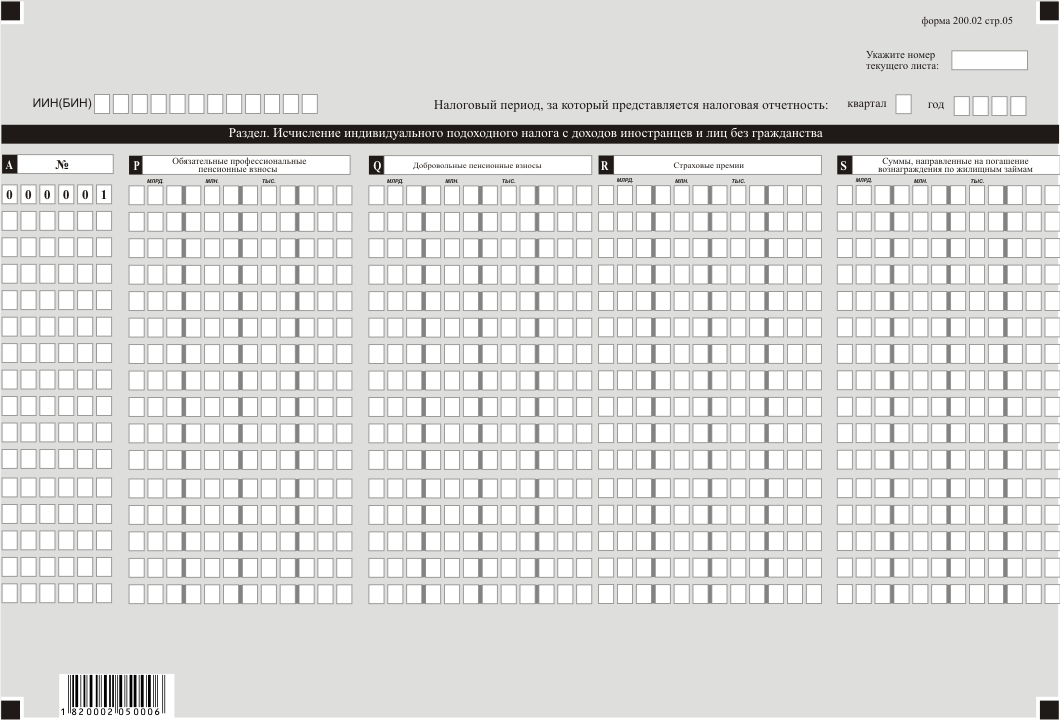 форма 200.02 стр.05
Укажите номер
текущего листа:
ИИН(БИН)
Налоговый период, за который представляется налоговая отчетность: квартал год
Раздел. Исчисление индивидуального подоходного налога с доходов иностранцев и лиц без гражданства
A №
P Обязательные профессиональные
пенсионные взносы
Q Добровольные пенсионные взносы
R Страховые премии
S Суммы, направленные на погашение
вознаграждения по жилищным займам
МЛРД. МЛН. ТЫС. МЛРД. МЛН. ТЫС. МЛРД. МЛН. ТЫС. МЛРД. МЛН. ТЫС.
0 0 0 0 0 1
1 820002 050006